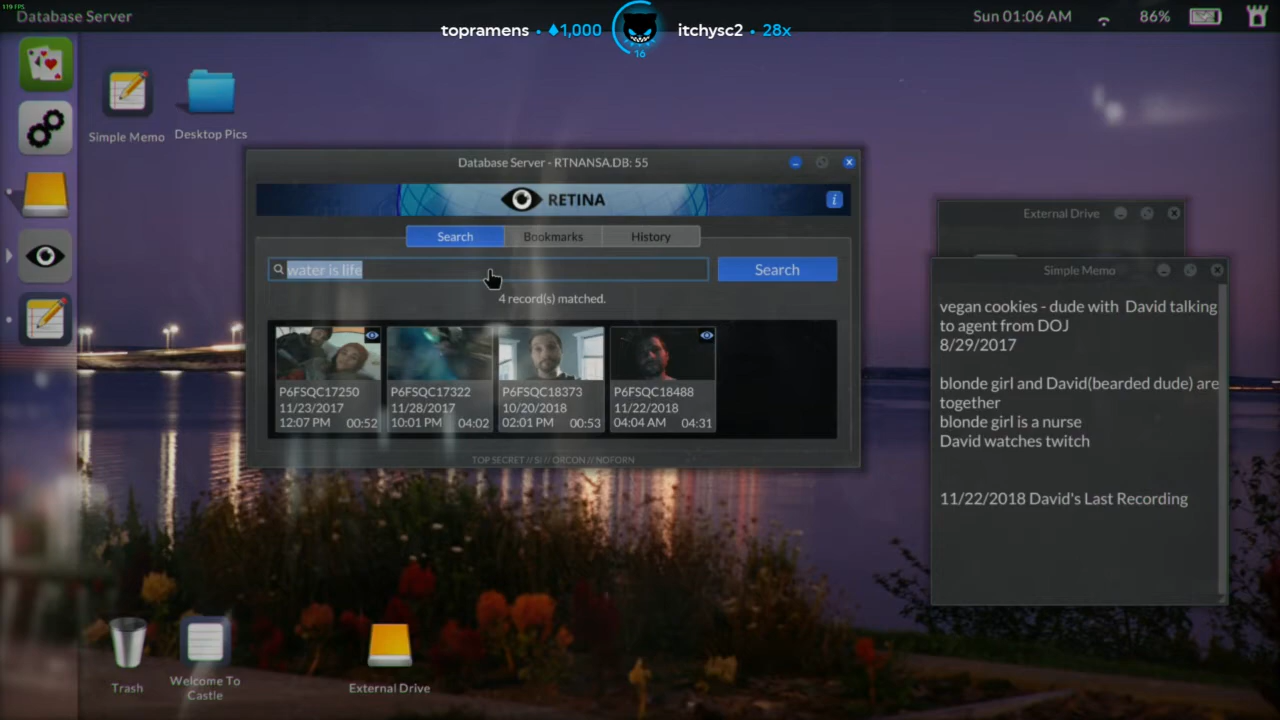 119 FPS
Database Server
topramens • 1,000
16
itchysc2 • 28x
Sun 01:06 AM
86%
Simple Memo
Desktop Pics
Database Server - RTNANSA.DB: 55
RETINA
i
Search
Bookmarks
History
water is life
Search
4 record(s) matched.
P6FSQC17250
11/23/2017
12:07 PM 00:52
P6FSQC17322
11/28/2017
10:01 PM 04:02
P6FSQC18373
10/20/2018
02:01 PM 00:53
P6FSQC18488
11/22/2018
04:04 AM 04:31
TOP SECRET // SI // ORCON // NOFORN
External Drive
Simple Memo
vegan cookies - dude with David talking
to agent from DOJ
8/29/2017
blonde girl and David(bearded dude) are
together
blonde girl is a nurse
David watches twitch
11/22/2018 David's Last Recording
Trash
Welcome To
Castle
External Drive